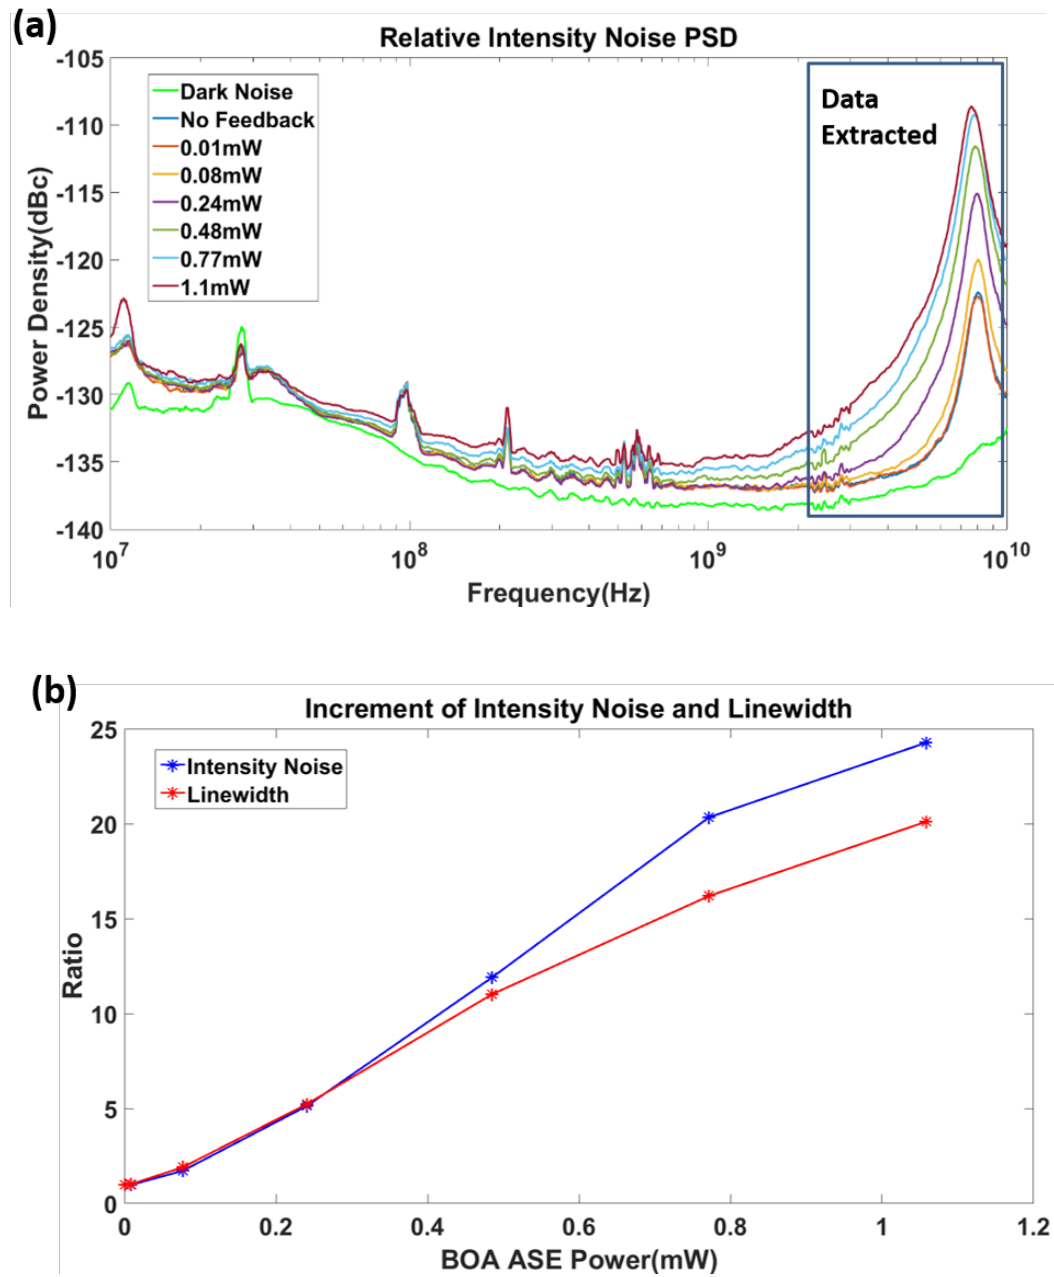 (a)
Relative Intensity Noise PSD
Power Density(dBc)
-105
-110
-115
-120
-125
-130
-135
-140
Dark Noise
No Feedback
0.01mW
0.08mW
0.24mW
0.48mW
0.77mW
1.1mW
Data
Extracted
10^7
10^8
10^9
10^10
Frequency(Hz)
(b)
Increment of Intensity Noise and Linewidth
Ratio
25
20
15
10
5
0
Intensity Noise
Linewidth
0
0.2
0.4
0.6
0.8
1
1.2
BOA ASE Power(mW)